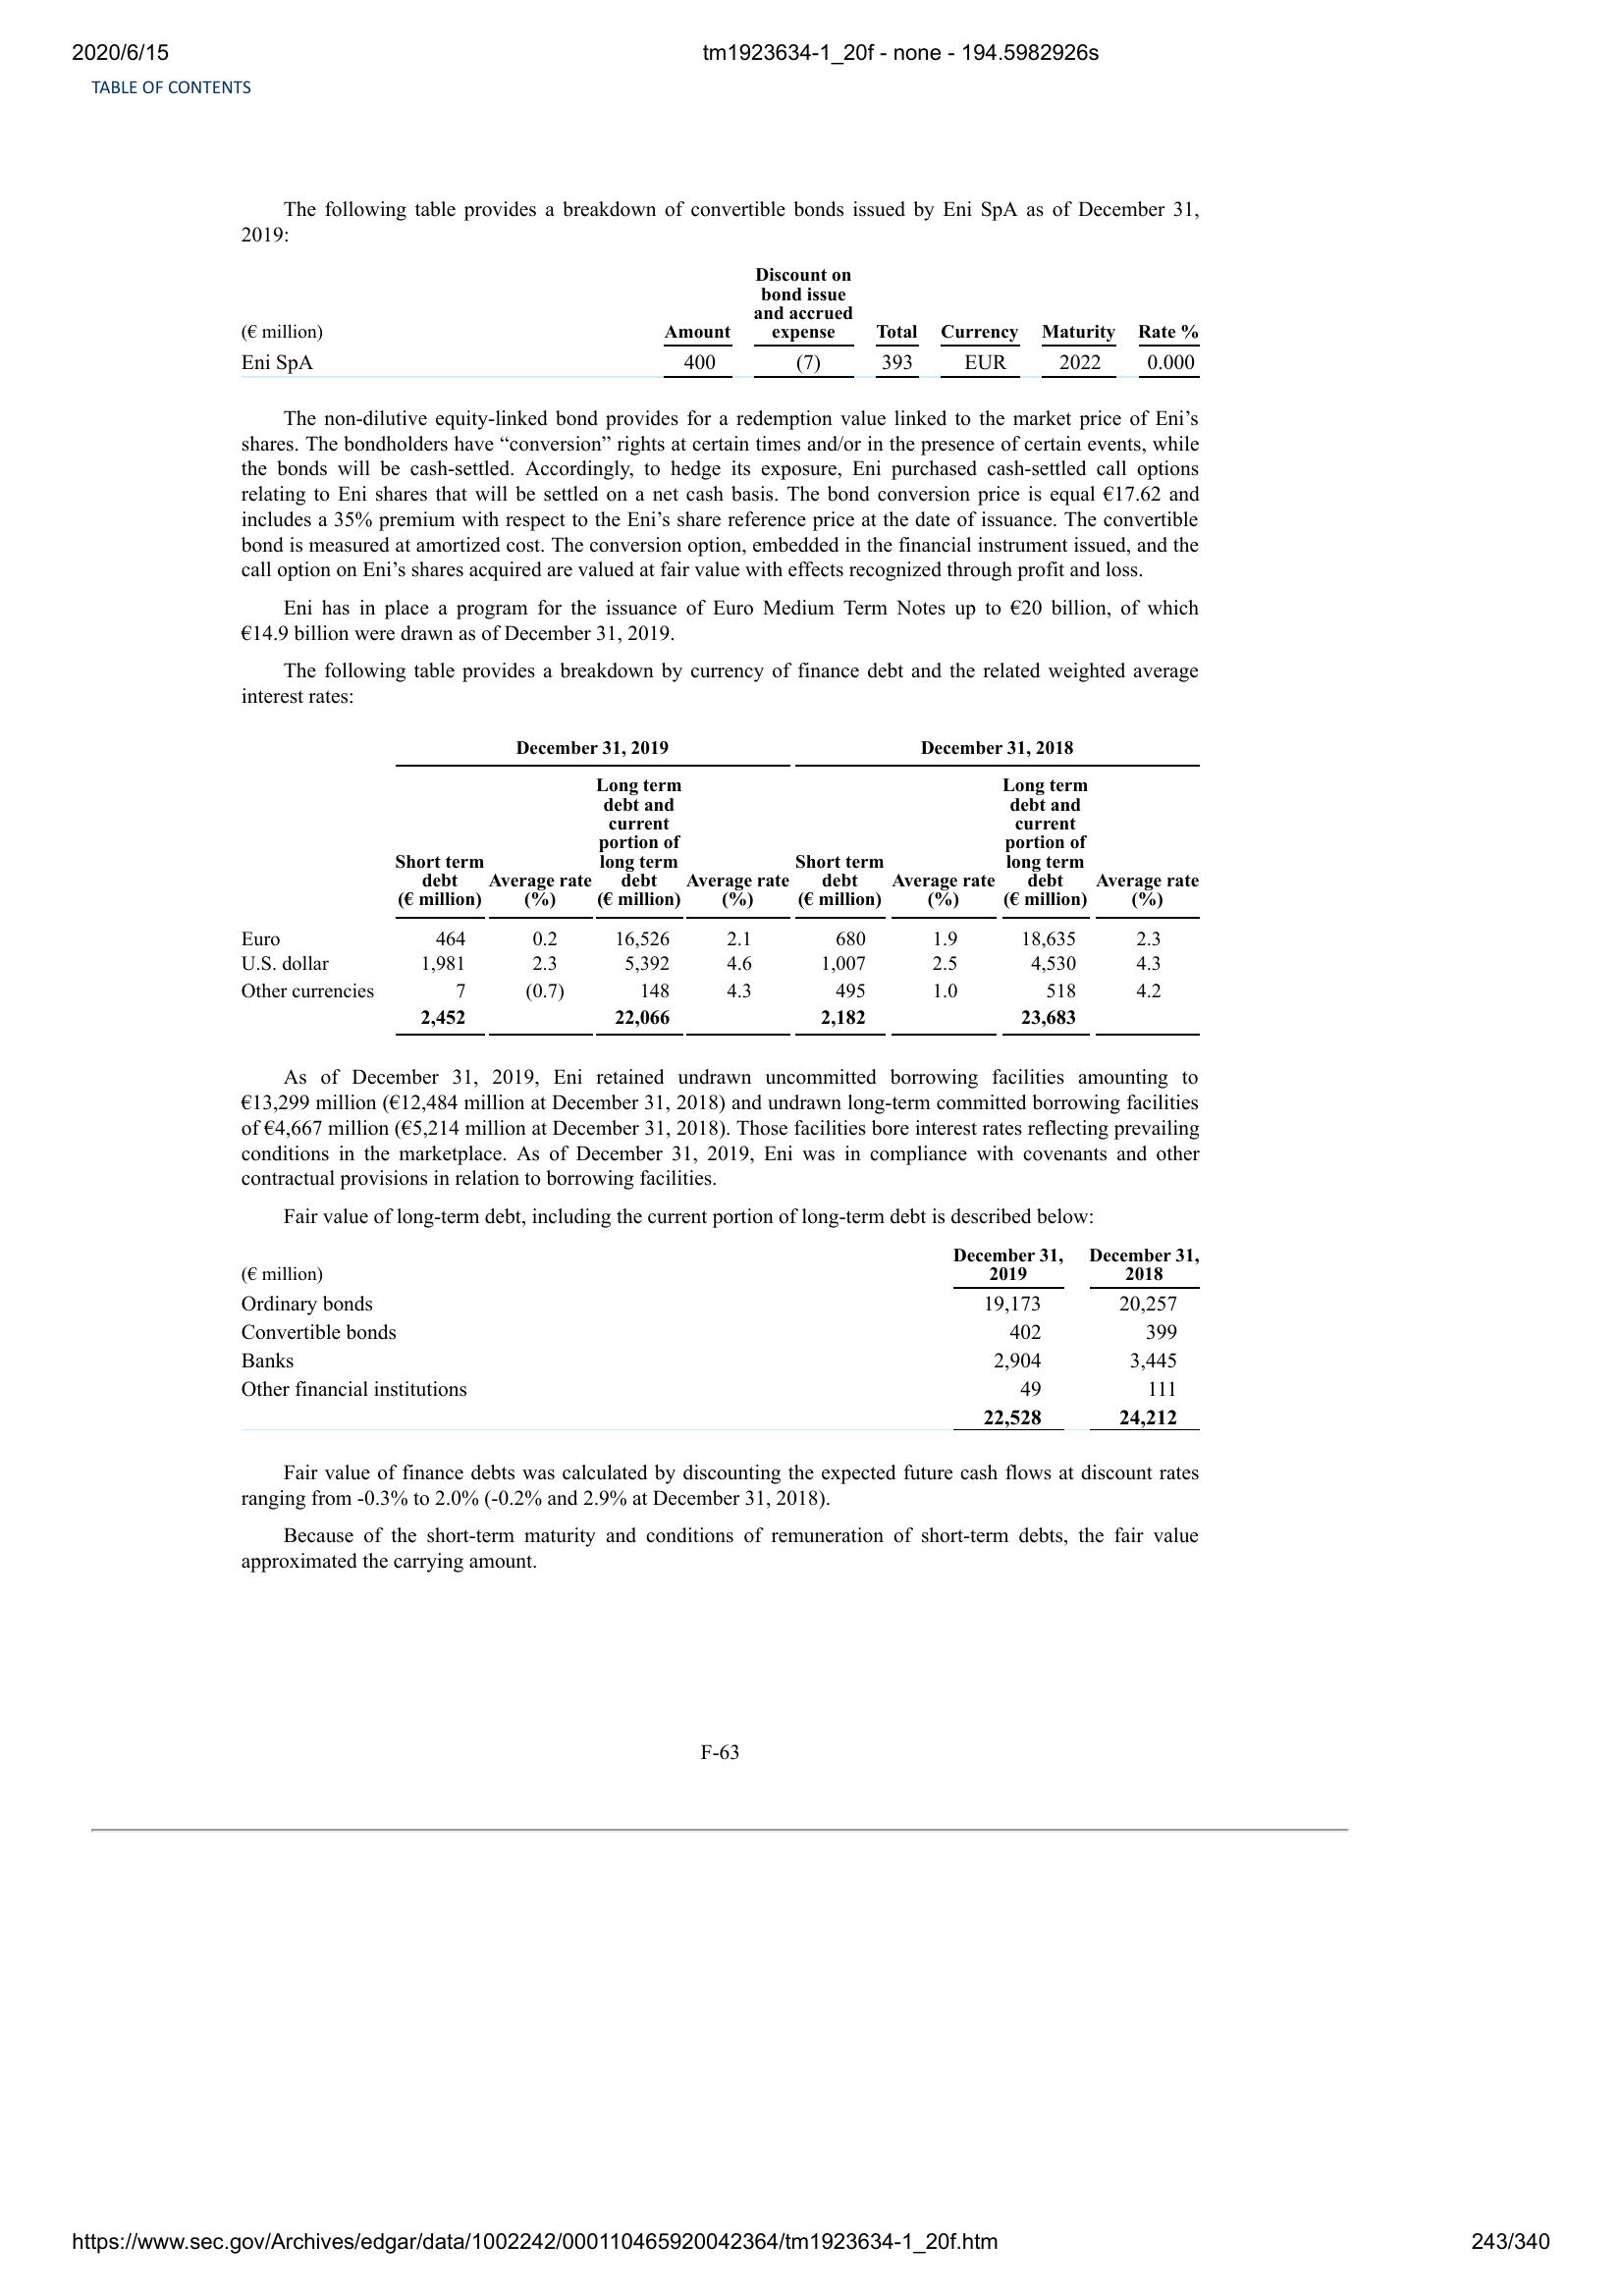 2020/6/15
tm1923634-1_20f - none - 194.5982926s
TABLE OF CONTENTS
The following table provides a breakdown of convertible bonds issued by Eni SpA as of December 31,
2019:
(€ million) Amount Discount on bond issue and accrued expense Total Currency Maturity Rate %
Eni SpA 400 (7) 393 EUR 2022 0.000
The non-dilutive equity-linked bond provides for a redemption value linked to the market price of Eni’s
shares. The bondholders have “conversion” rights at certain times and/or in the presence of certain events, while
the bonds will be cash-settled. Accordingly, to hedge its exposure, Eni purchased cash-settled call options
relating to Eni shares that will be settled on a net cash basis. The bond conversion price is equal €17.62 and
includes a 35% premium with respect to the Eni’s share reference price at the date of issuance. The convertible
bond is measured at amortized cost. The conversion option, embedded in the financial instrument issued, and the
call option on Eni’s shares acquired are valued at fair value with effects recognized through profit and loss.
Eni has in place a program for the issuance of Euro Medium Term Notes up to €20 billion, of which
€14.9 billion were drawn as of December 31, 2019.
The following table provides a breakdown by currency of finance debt and the related weighted average
interest rates:
December 31, 2019 December 31, 2018
Short term debt (€ million) Average rate (%) Long term debt and current portion of long term debt (€ million) Average rate (%) Short term debt (€ million) Average rate (%) Long term debt and current portion of long term debt (€ million) Average rate (%)
Euro 464 0.2 16,526 2.1 680 1.9 18,635 2.3
U.S. dollar 1,981 2.3 5,392 4.6 1,007 2.5 4,530 4.3
Other currencies 7 (0.7) 148 4.3 495 1.0 518 4.2
2,452 22,066 2,182 23,683
As of December 31, 2019, Eni retained undrawn uncommitted borrowing facilities amounting to
€13,299 million (€12,484 million at December 31, 2018) and undrawn long-term committed borrowing facilities
of €4,667 million (€5,214 million at December 31, 2018). Those facilities bore interest rates reflecting prevailing
conditions in the marketplace. As of December 31, 2019, Eni was in compliance with covenants and other
contractual provisions in relation to borrowing facilities.
Fair value of long-term debt, including the current portion of long-term debt is described below:
(€ million) December 31, 2019 December 31, 2018
Ordinary bonds 19,173 20,257
Convertible bonds 402 399
Banks 2,904 3,445
Other financial institutions 49 111
22,528 24,212
Fair value of finance debts was calculated by discounting the expected future cash flows at discount rates
ranging from -0.3% to 2.0% (-0.2% and 2.9% at December 31, 2018).
Because of the short-term maturity and conditions of remuneration of short-term debts, the fair value
approximated the carrying amount.
F-63
https://www.sec.gov/Archives/edgar/data/1002242/000110465920042364/tm1923634-1_20f.htm
243/340